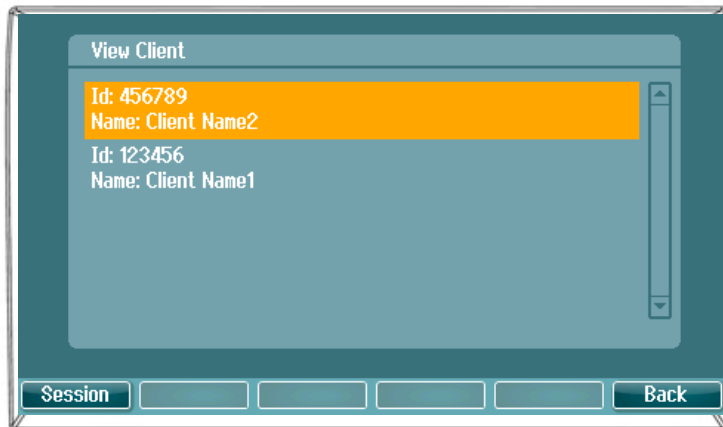 View Client
Id: 456789
Name: Client Name2
Id: 123456
Name: Client Name1
Session
Back